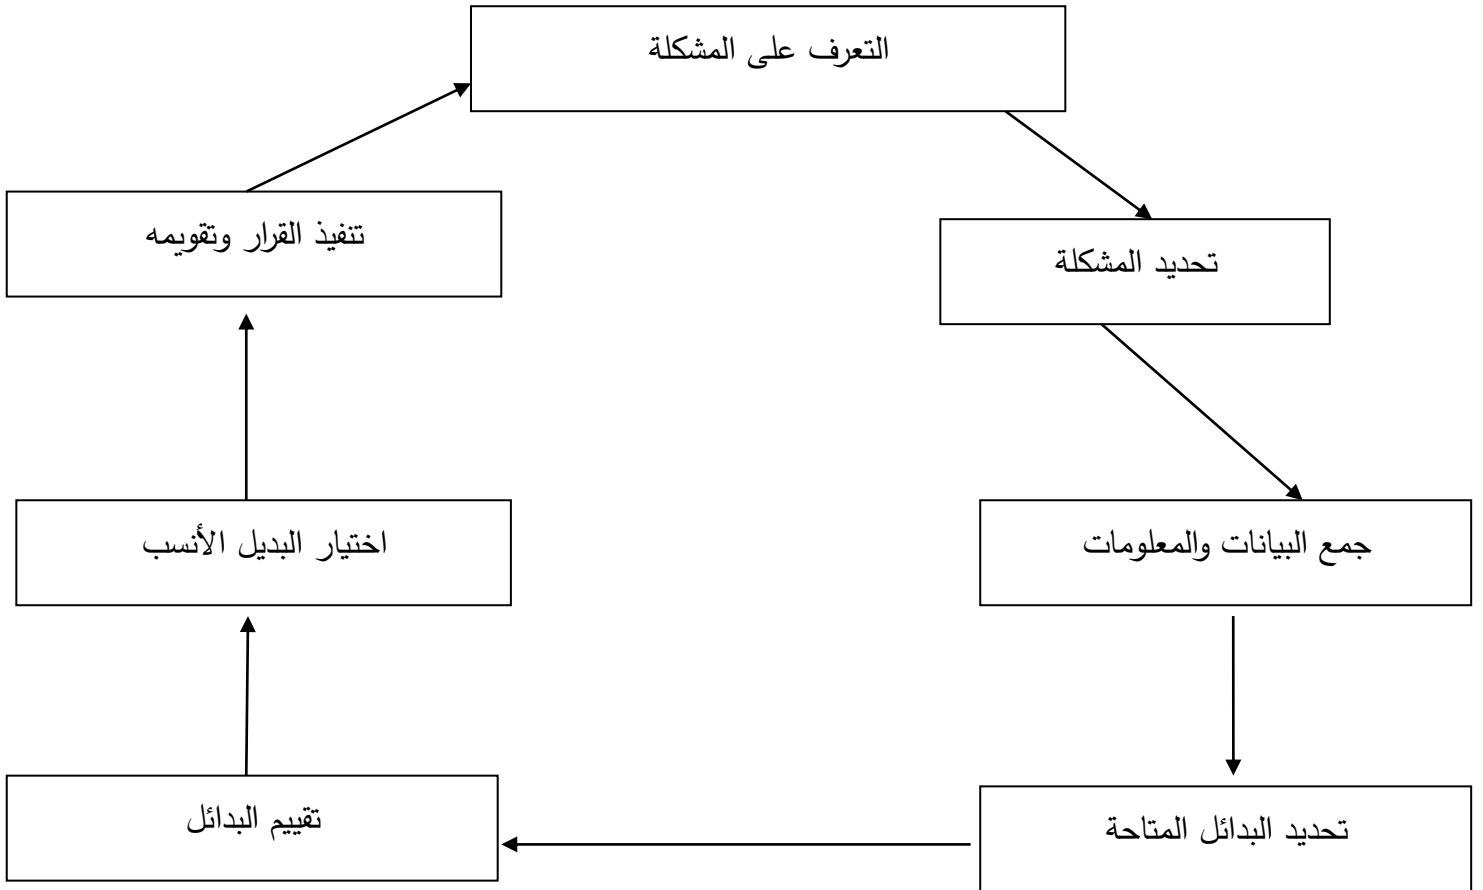 التعرف على المشكلة
تحديد المشكلة
جمع البيانات والمعلومات
تحديد البدائل المتاحة
تقييم البدائل
اختيار البديل الأنسب
تنفيذ القرار وتقويمه